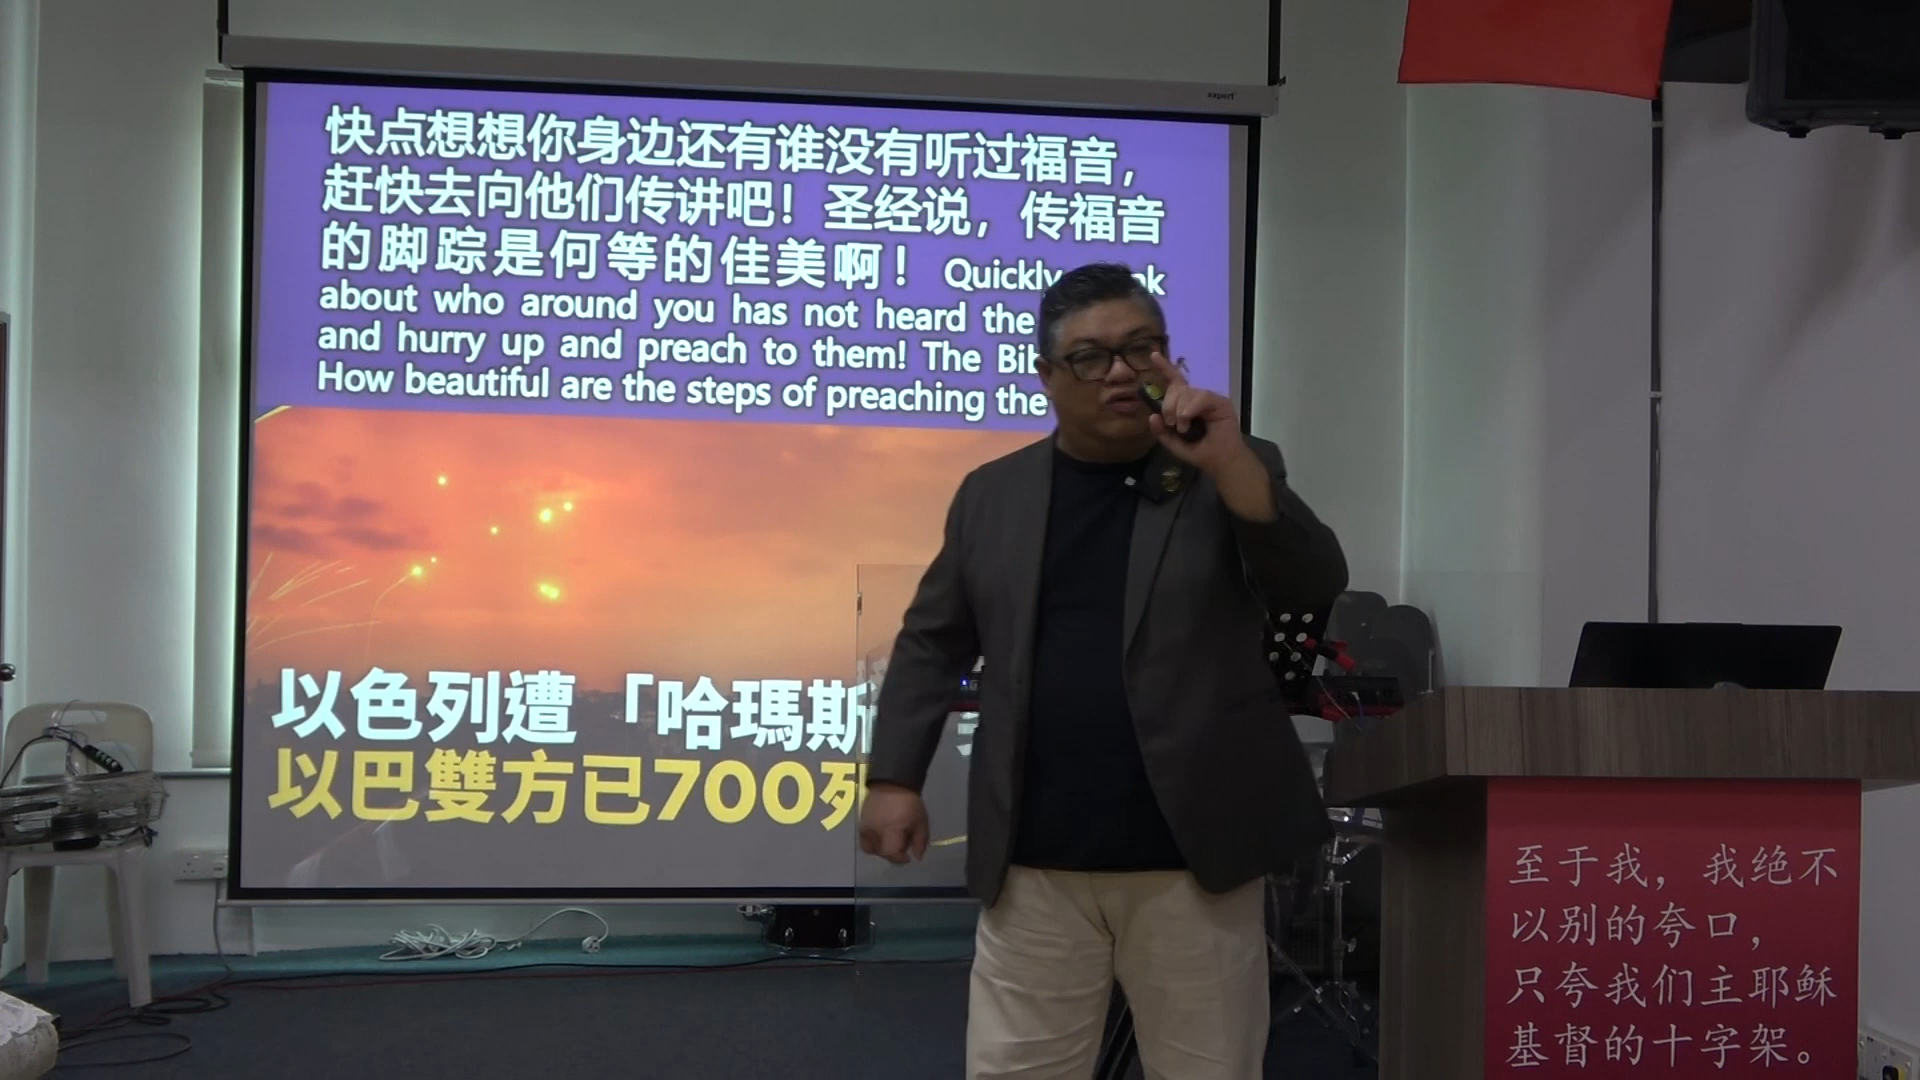 expert
快点想想你身边还有谁没有听过福音，
赶快去向他们传讲吧！圣经说，传福音
的脚踪是何等的佳美啊！ Quickly
about who around you has not heard the
and hurry up and preach to them! The
How beautiful are the steps of preaching the
以色列遭「哈瑪斯
以巴雙方已700死
至于我，我绝不
以别的夸口，
只夸我们主耶稣
基督的十字架。